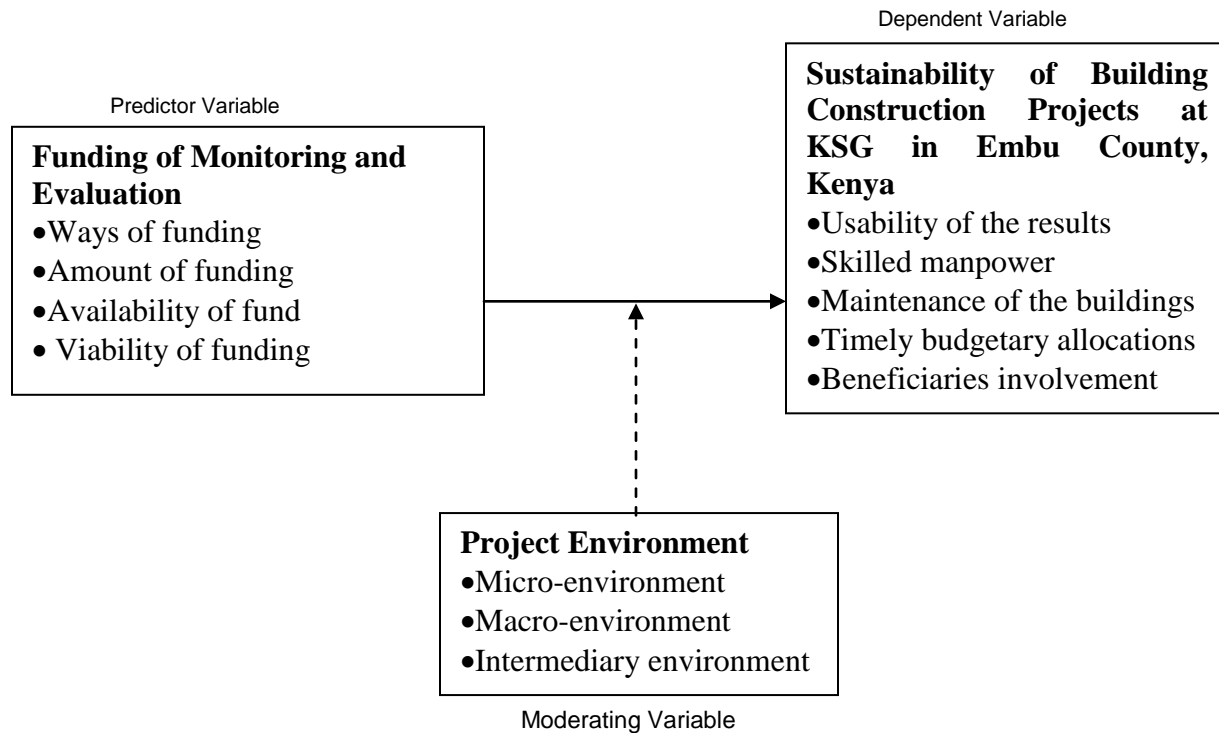 Predictor Variable
Funding of Monitoring and
Evaluation
•Ways of funding
•Amount of funding
•Availability of fund
• Viability of funding
Dependent Variable
Sustainability of Building
Construction Projects at
KSG in Embu County,
Kenya
•Usability of the results
•Skilled manpower
•Maintenance of the buildings
•Timely budgetary allocations
•Beneficiaries involvement
Project Environment
•Micro-environment
•Macro-environment
•Intermediary environment
Moderating Variable